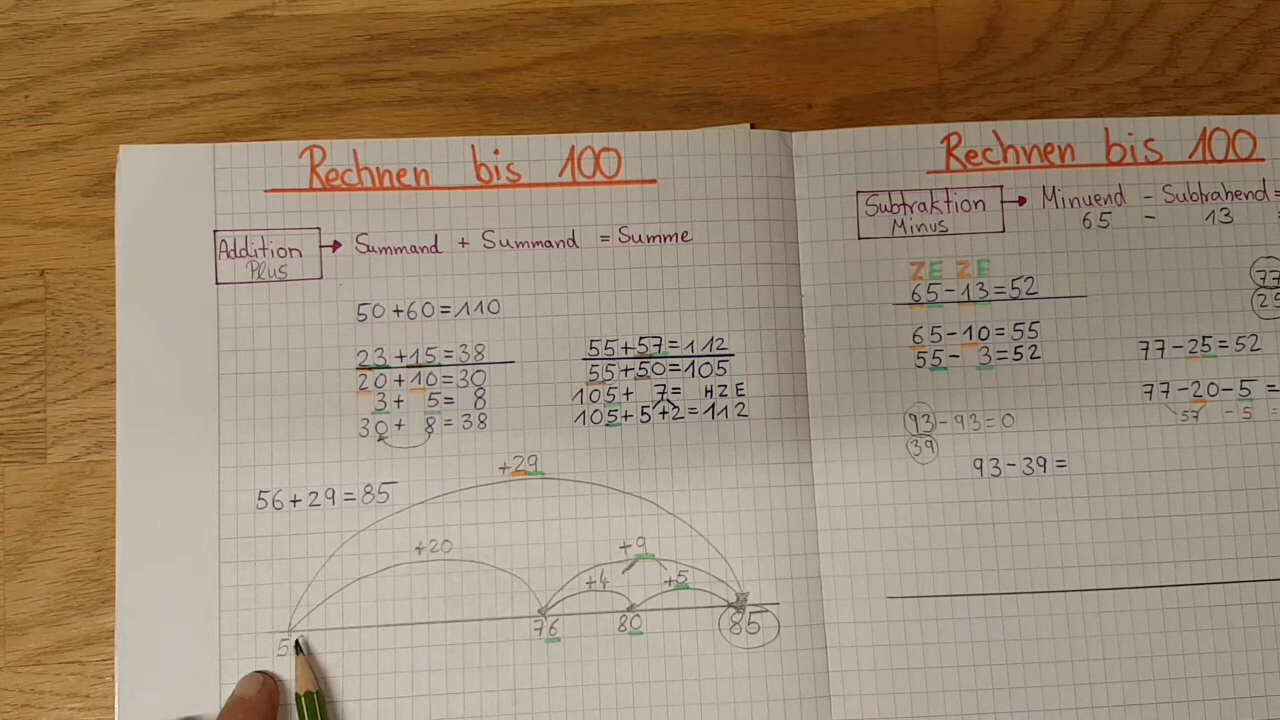 Rechnen bis 100
Addition → Summand + Summand = Summe
Plus
50+60=110
23+15=38
20+10=30
3+ 5= 8
30+ 8=38
55+57=112
55+50=105
105+ 7= HZE
105+5+2=112
56+29=85
+29
+20
+9
+4
+5
76
80
85
Rechnen bis 100
Subtraktion → Minuend - Subtrahend =
Minus
65 - 13
ZE ZE
65-13=52
65-10=55
55- 3=52
93-93=0
39
93-39=
77
77-25=52
77-20-5=
57 -5 =